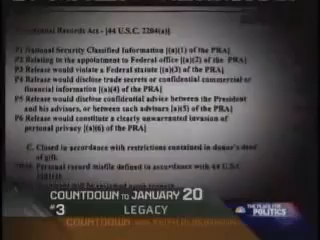 Presidential Records Act - [44 U.S.C. 2204(a)]
P1 National Security Classified Information [(a)(1) of the PRA]
P2 Relating to the appointment to Federal office [(a)(2) of the PRA]
P3 Release would violate a Federal statute [(a)(3) of the PRA]
P4 Release would disclose trade secrets or confidential commercial or
financial information [(a)(4) of the PRA]
P5 Release would disclose confidential advice between the President
and his advisors, or between such advisors [a)(5) of the PRA]
P6 Release would constitute a clearly unwarranted invasion of
personal privacy [(a)(6) of the PRA]
C. Closed in accordance with restrictions contained in donor's deed
of gift.
Personal record misfile defined in accordance with 44 U.S.C.
COUNTDOWN TO JANUARY 20
#3 LEGACY
THE PLACE FOR
POLITICS
COUNTDOWN